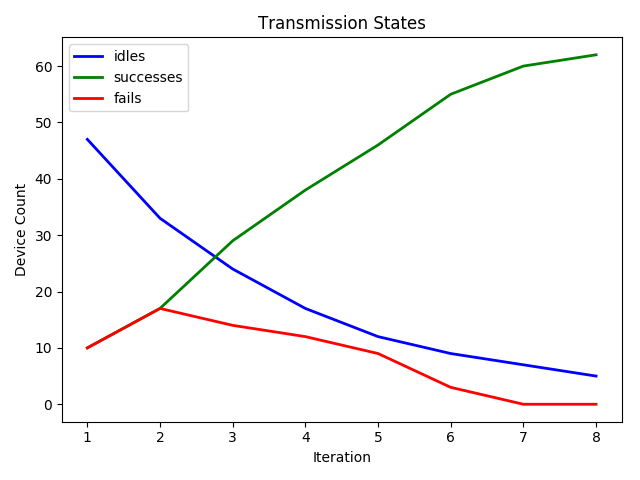 Transmission States
idles
successes
fails
60
50
40
30
20
10
0
Device Count
1 2 3 4 5 6 7 8
Iteration